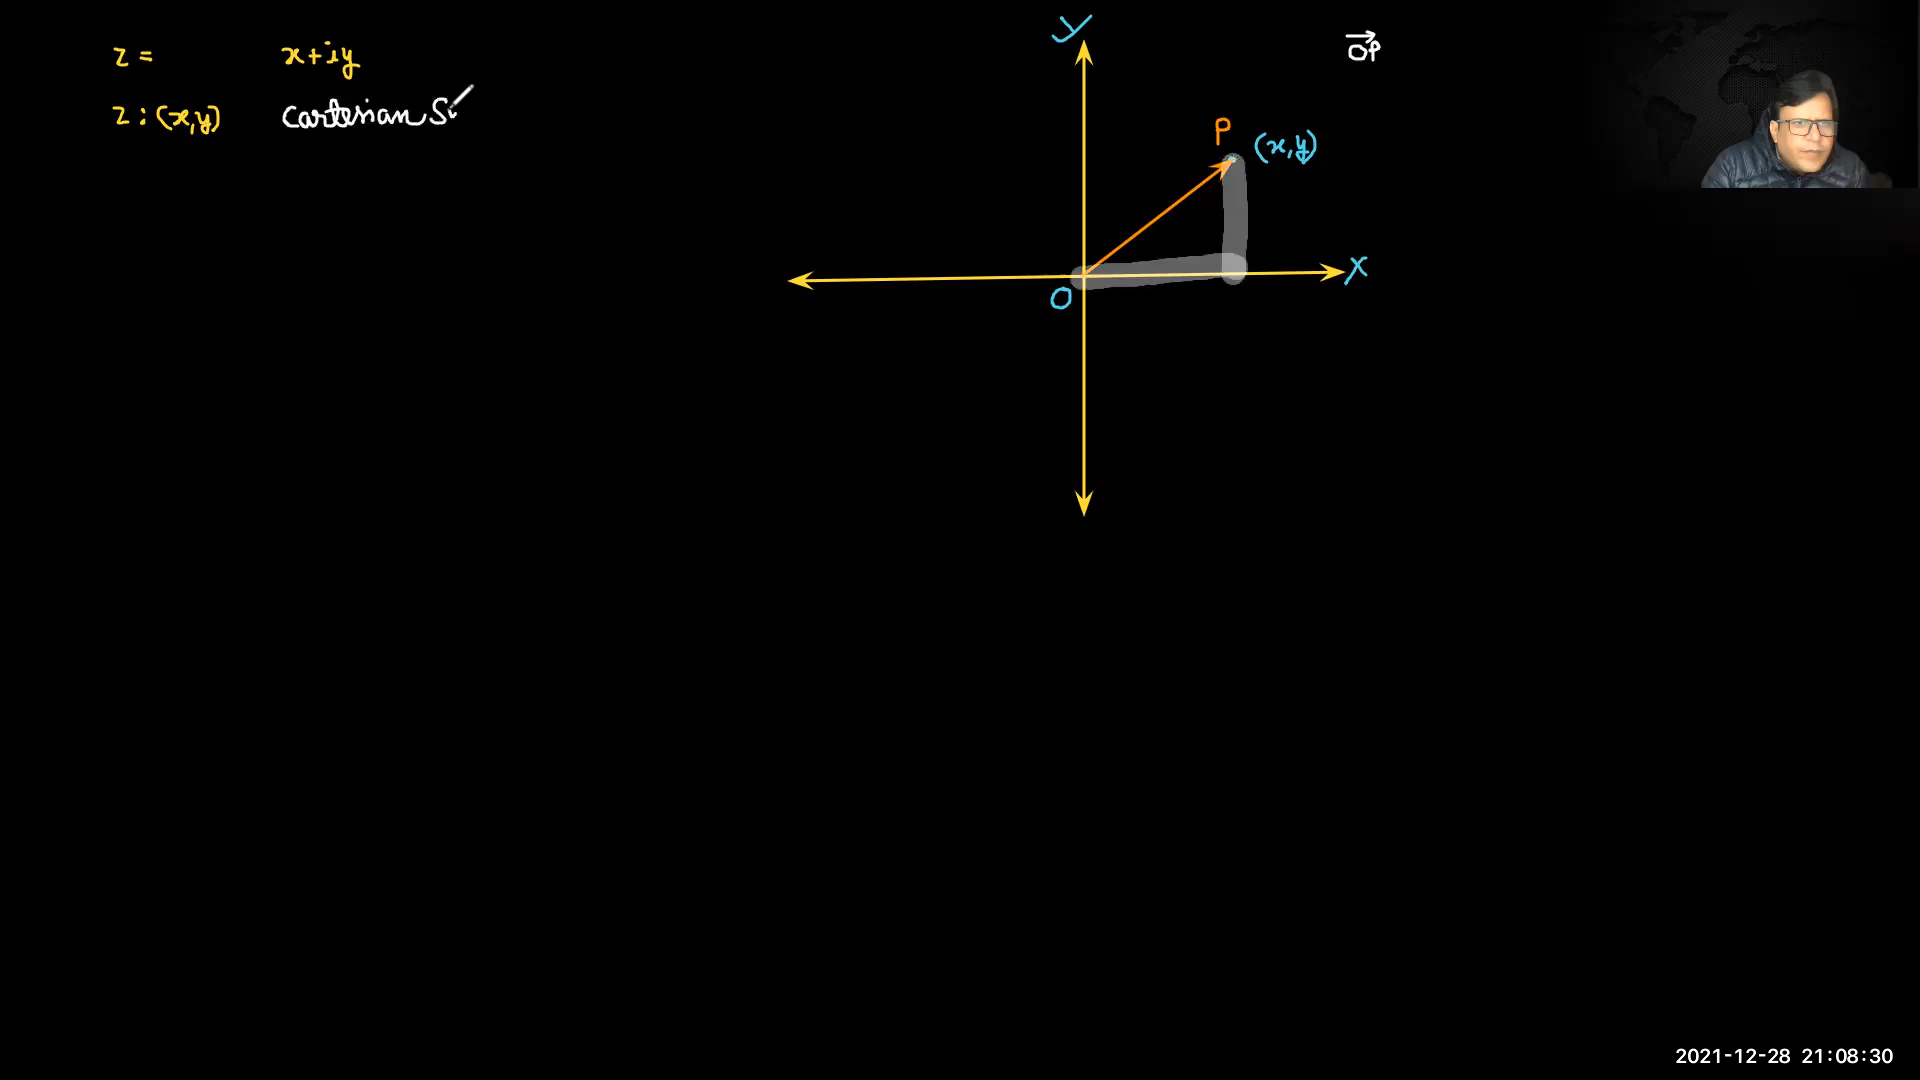 z = x+iy
z : (x,y) Cartesian
y
OP
P (x,y)
X
O
2021-12-28 21:08:30